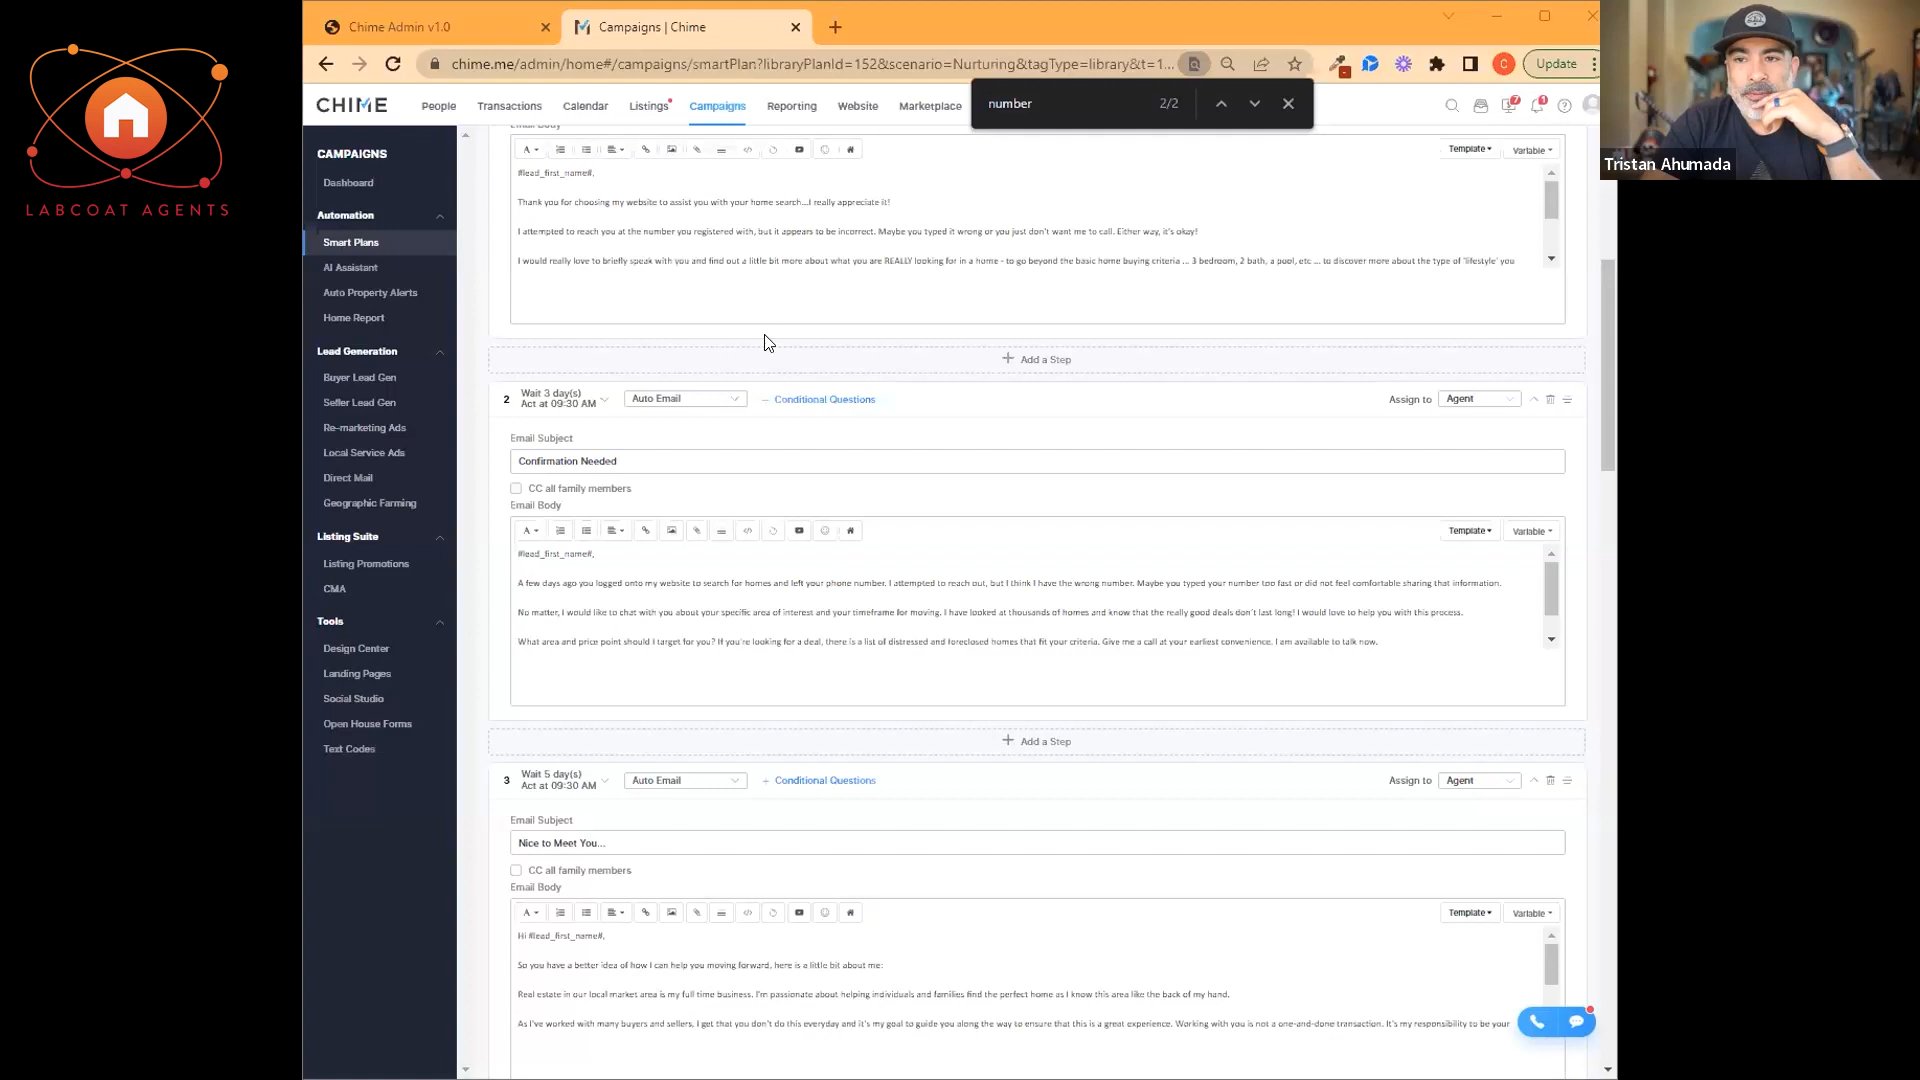 LABCOAT AGENTS
Chime Admin v1.0
Campaigns | Chime
chime.me/admin/home#/campaigns/smartPlan?libraryPlanId=152&scenario=Nurturing&tagType=library&t=1...
Update
number 2/2
CHIME
People
Transactions
Calendar
Listings
Campaigns
Reporting
Website
Marketplace
7
1
Tristan Ahumada
CAMPAIGNS
Dashboard
Automation
Smart Plans
AI Assistant
Auto Property Alerts
Home Report
Lead Generation
Buyer Lead Gen
Seller Lead Gen
Re-marketing Ads
Local Service Ads
Direct Mail
Geographic Farming
Listing Suite
Listing Promotions
CMA
Tools
Design Center
Landing Pages
Social Studio
Open House Forms
Text Codes
Email Body
Template
Variable
#lead_first_name#,
Thank you for choosing my website to assist you with your home search...I really appreciate it!
I attempted to reach you at the number you registered with, but it appears to be incorrect. Maybe you typed it wrong or you just don't want me to call. Either way, it's okay!
I would really love to briefly speak with you and find out a little bit more about what you are REALLY looking for in a home - to go beyond the basic home buying criteria ... 3 bedroom, 2 bath, a pool, etc ... to discover more about the type of 'lifestyle' you
+ Add a Step
2 Wait 3 day(s)
Act at 09:30 AM
Auto Email
Conditional Questions
Assign to Agent
Email Subject
Confirmation Needed
CC all family members
Email Body
Template
Variable
#lead_first_name#,
A few days ago you logged onto my website to search for homes and left your phone number. I attempted to reach out, but I think I have the wrong number. Maybe you typed your number too fast or did not feel comfortable sharing that information.
No matter, I would like to chat with you about your specific area of interest and your timeframe for moving. I have looked at thousands of homes and know that the really good deals don't last long! I would love to help you with this process.
What area and price point should I target for you? If you're looking for a deal, there is a list of distressed and foreclosed homes that fit your criteria. Give me a call at your earliest convenience. I am available to talk now.
+ Add a Step
3 Wait 5 day(s)
Act at 09:30 AM
Auto Email
Conditional Questions
Assign to Agent
Email Subject
Nice to Meet You...
CC all family members
Email Body
Template
Variable
Hi #lead_first_name#,
So you have a better idea of how I can help you moving forward, here is a little bit about me:
Real estate in our local market area is my full time business. I'm passionate about helping individuals and families find the perfect home as I know this area like the back of my hand.
As I've worked with many buyers and sellers, I get that you don't do this everyday and it's my goal to guide you along the way to ensure that this is a great experience. Working with you is not a one-and-done transaction. It's my responsibility to be your